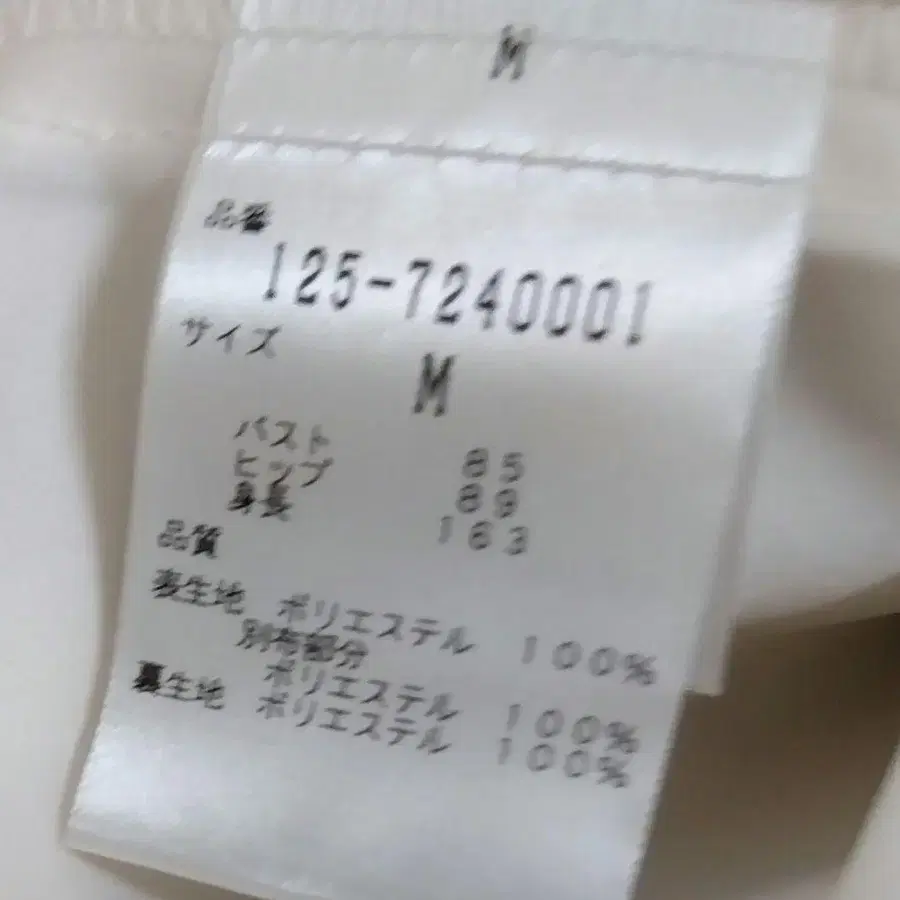 M
品番
125-7240001
サイズ
M
バスト 85
ヒップ 89
身長 163
品質
表生地 ポリエステル 100%
別布部分
ポリエステル 100%
裏生地 ポリエステル 100%